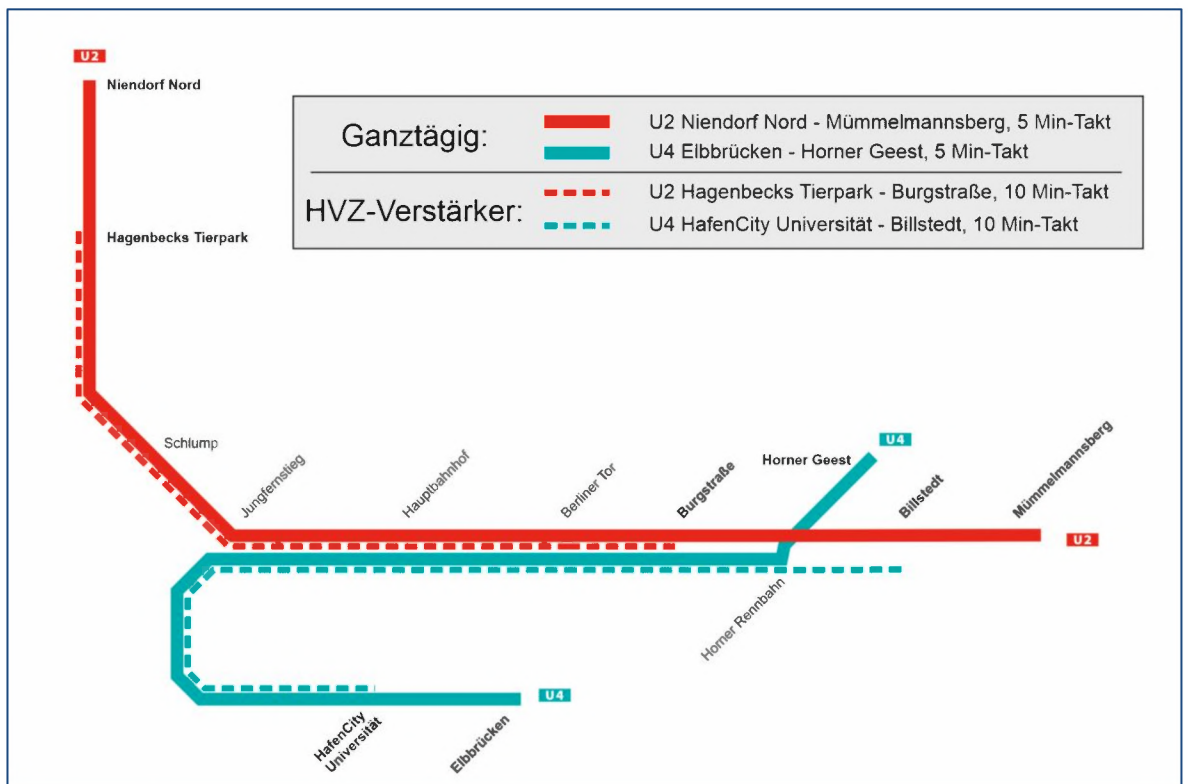 U2
Niendorf Nord
Ganztägig:
U2 Niendorf Nord - Mümmelmannsberg, 5 Min-Takt
U4 Elbbrücken - Horner Geest, 5 Min-Takt
HVZ-Verstärker:
U2 Hagenbecks Tierpark - Burgstraße, 10 Min-Takt
U4 HafenCity Universität - Billstedt, 10 Min-Takt
Hagenbecks Tierpark
Schlump
Jungfernstieg
Hauptbahnhof
Berliner Tor
Burgstraße
Horner Geest
U4
Billstedt
Mümmelmannsberg
U2
Horner Rennbahn
U4
HafenCity
Universität
Elbbrücken